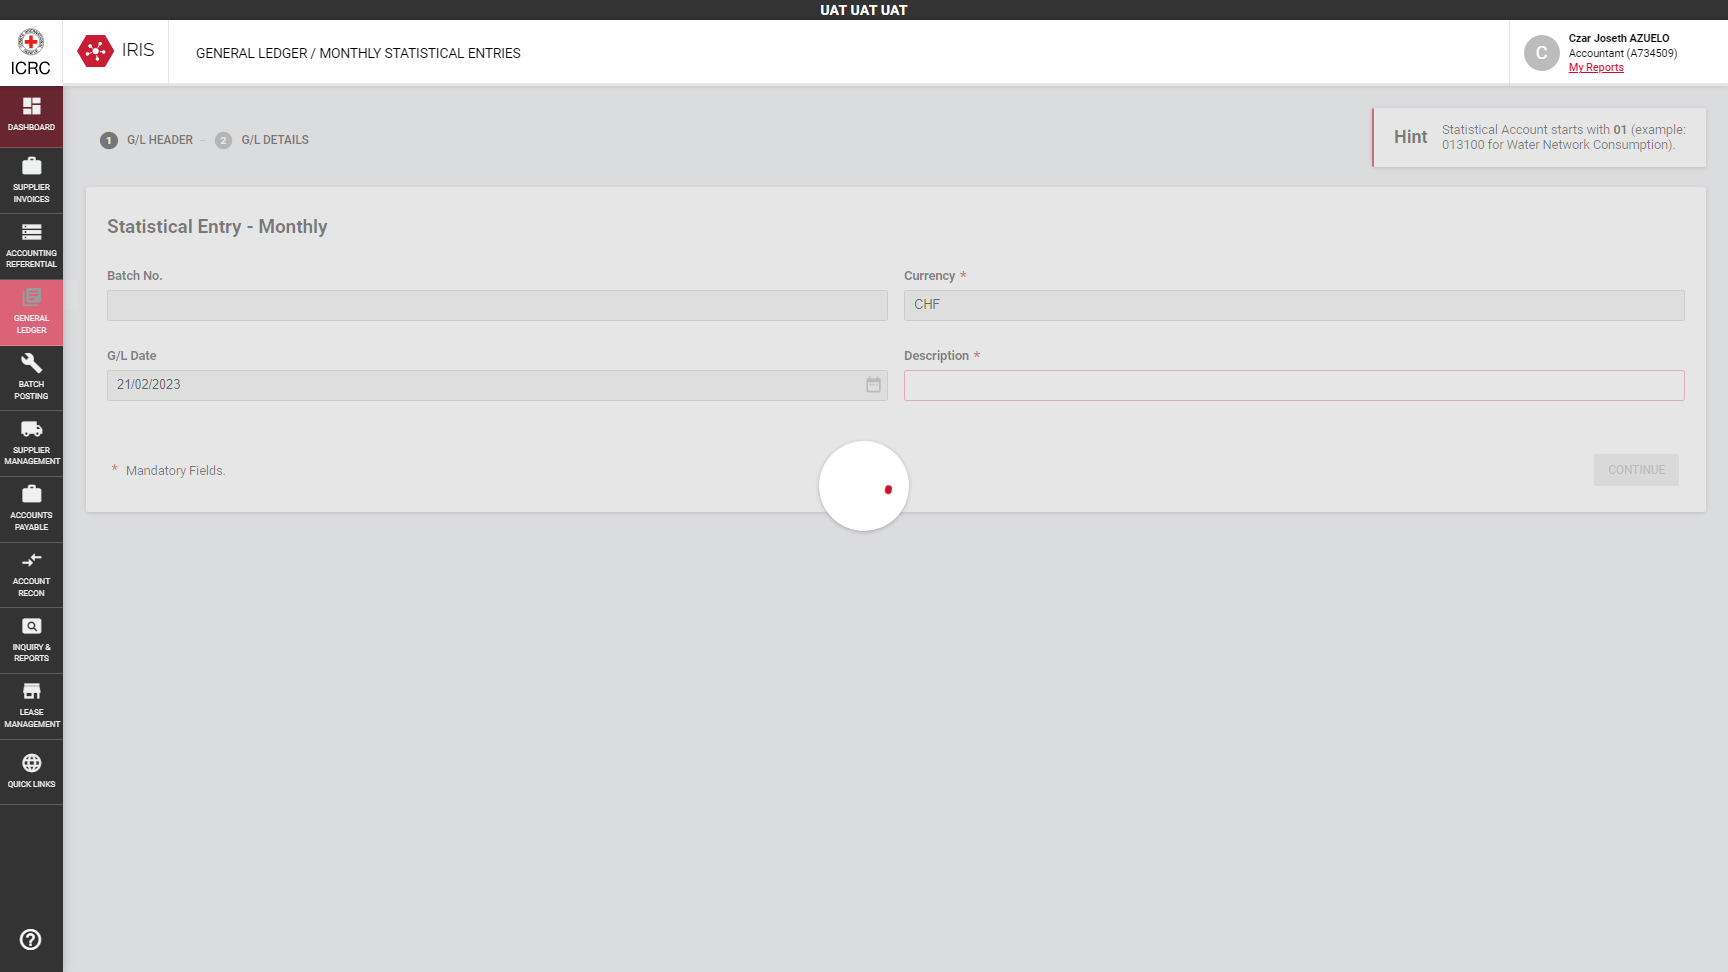 UAT UAT UAT
ICRC
IRIS
GENERAL LEDGER / MONTHLY STATISTICAL ENTRIES
C
Czar Joseth AZUELO
Accountant (A734509)
My Reports
DASHBOARD
SUPPLIER
INVOICES
ACCOUNTING
REFERENTIAL
GENERAL
LEDGER
BATCH
POSTING
SUPPLIER
MANAGEMENT
ACCOUNTS
PAYABLE
ACCOUNT
RECON
INQUIRY &
REPORTS
LEASE
MANAGEMENT
QUICK LINKS
1 G/L HEADER – 2 G/L DETAILS
Hint
Statistical Account starts with 01 (example:
013100 for Water Network Consumption).
Statistical Entry - Monthly
Batch No.
Currency *
CHF
G/L Date
Description *
21/02/2023
* Mandatory Fields.
CONTINUE